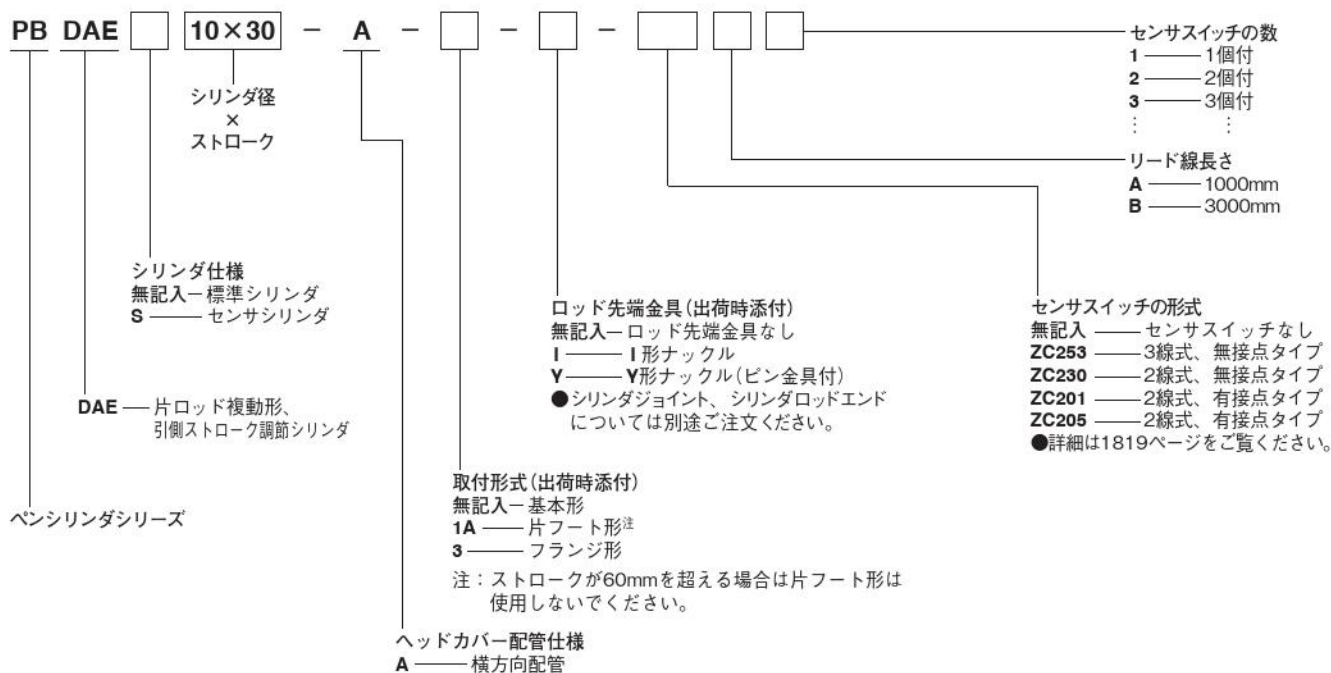 PB DAE 10×30 − A − − −
シリンダ径
×
ストローク
シリンダ仕様
無記入 標準シリンダ
S センサシリンダ
DAE 片ロッド複動形、
引側ストローク調節シリンダ
ペンシリンダシリーズ
ヘッドカバー配管仕様
A 横方向配管
取付形式(出荷時添付)
無記入 基本形
1A 片フート形注
3 フランジ形
注:ストロークが60mmを超える場合は片フート形は
使用しないでください。
ロッド先端金具(出荷時添付)
無記入 ロッド先端金具なし
I I形ナックル
Y Y形ナックル(ピン金具付)
●シリンダジョイント、シリンダロッドエンド
については別途ご注文ください。
センサスイッチの形式
無記入 センサスイッチなし
ZC253 3線式、無接点タイプ
ZC230 2線式、無接点タイプ
ZC201 2線式、有接点タイプ
ZC205 2線式、有接点タイプ
●詳細は1819ページをご覧ください。
リード線長さ
A 1000mm
B 3000mm
センサスイッチの数
1 1個付
2 2個付
3 3個付
⋮ ⋮